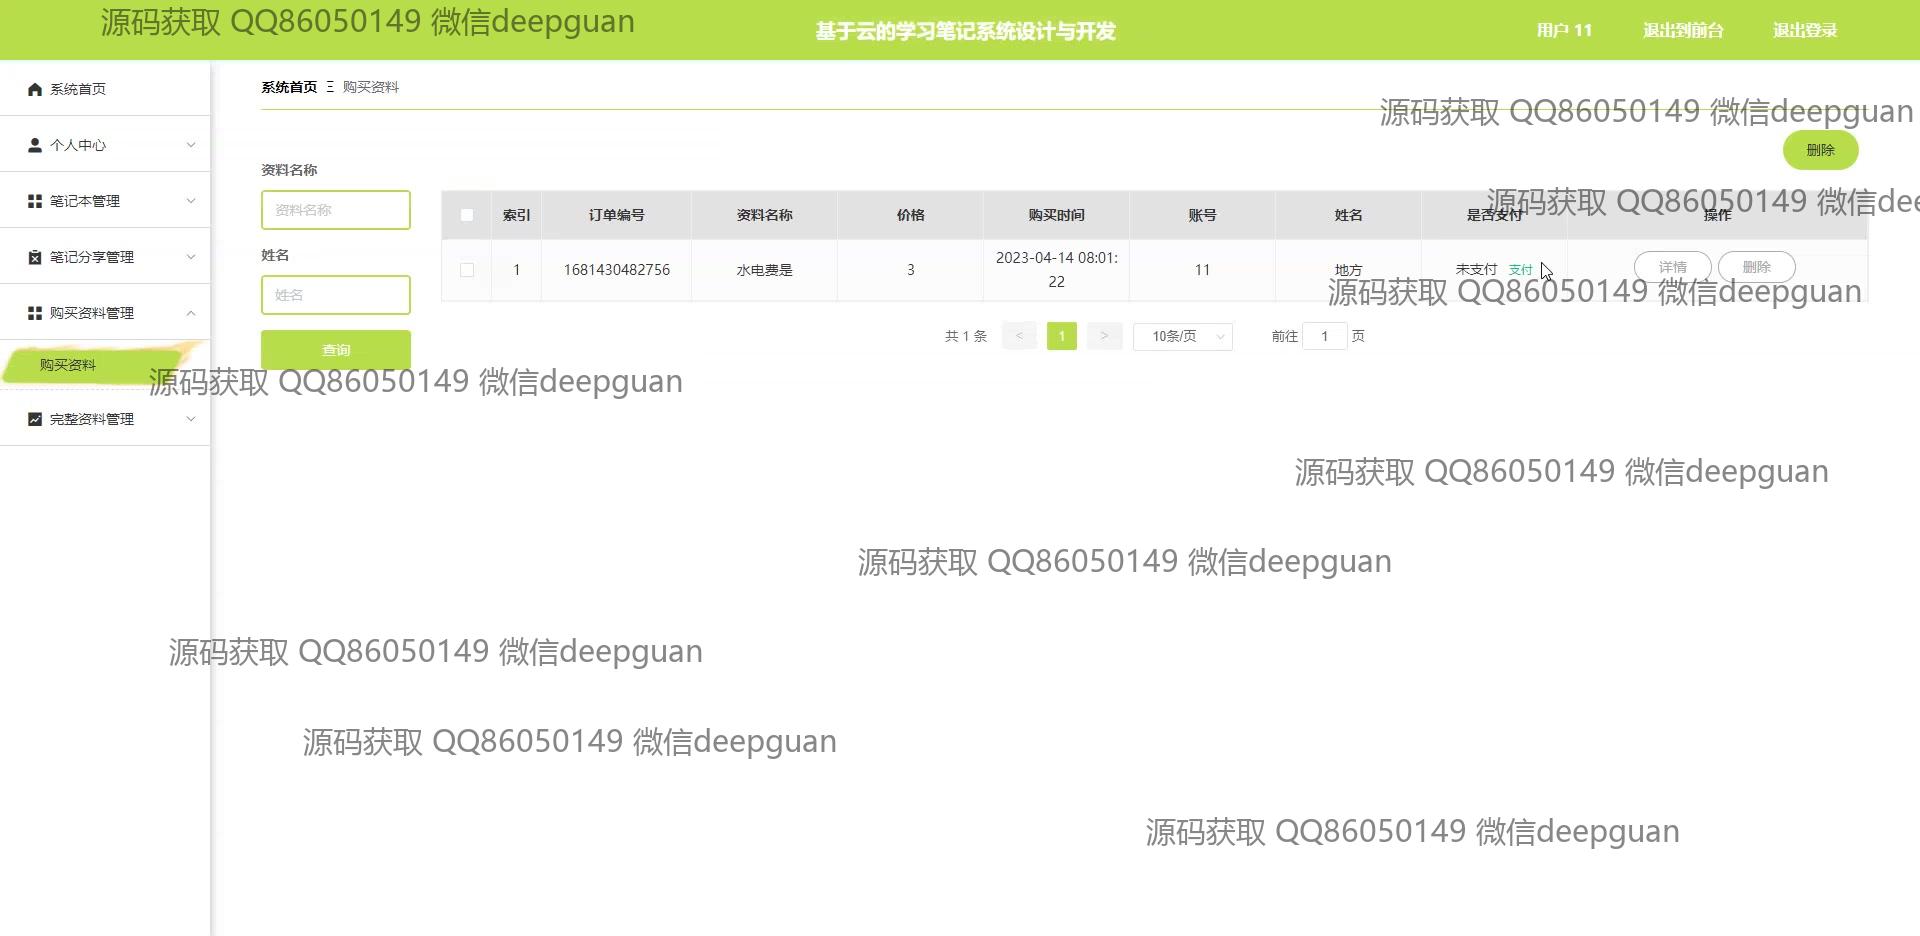 源码获取 QQ86050149 微信deepguan
基于云的学习笔记系统设计与开发
用户 11
退出到前台
退出登录
系统首页
个人中心
笔记本管理
笔记分享管理
购买资料管理
购买资料
完整资料管理
系统首页 Ξ 购买资料
源码获取 QQ86050149 微信deepguan
删除
资料名称
资料名称
姓名
姓名
查询
源码获取 QQ86050149 微信dee
索引 订单编号 资料名称 价格 购买时间 账号 姓名 是否支付 操作
1 1681430482756 水电费是 3 2023-04-14 08:01:
22 11 地方 未支付 支付 详情 删除
源码获取 QQ86050149 微信deepguan
共 1 条 < 1 > 10条/页 前往 1 页
源码获取 QQ86050149 微信deepguan
源码获取 QQ86050149 微信deepguan
源码获取 QQ86050149 微信deepguan
源码获取 QQ86050149 微信deepguan
源码获取 QQ86050149 微信deepguan
源码获取 QQ86050149 微信deepguan